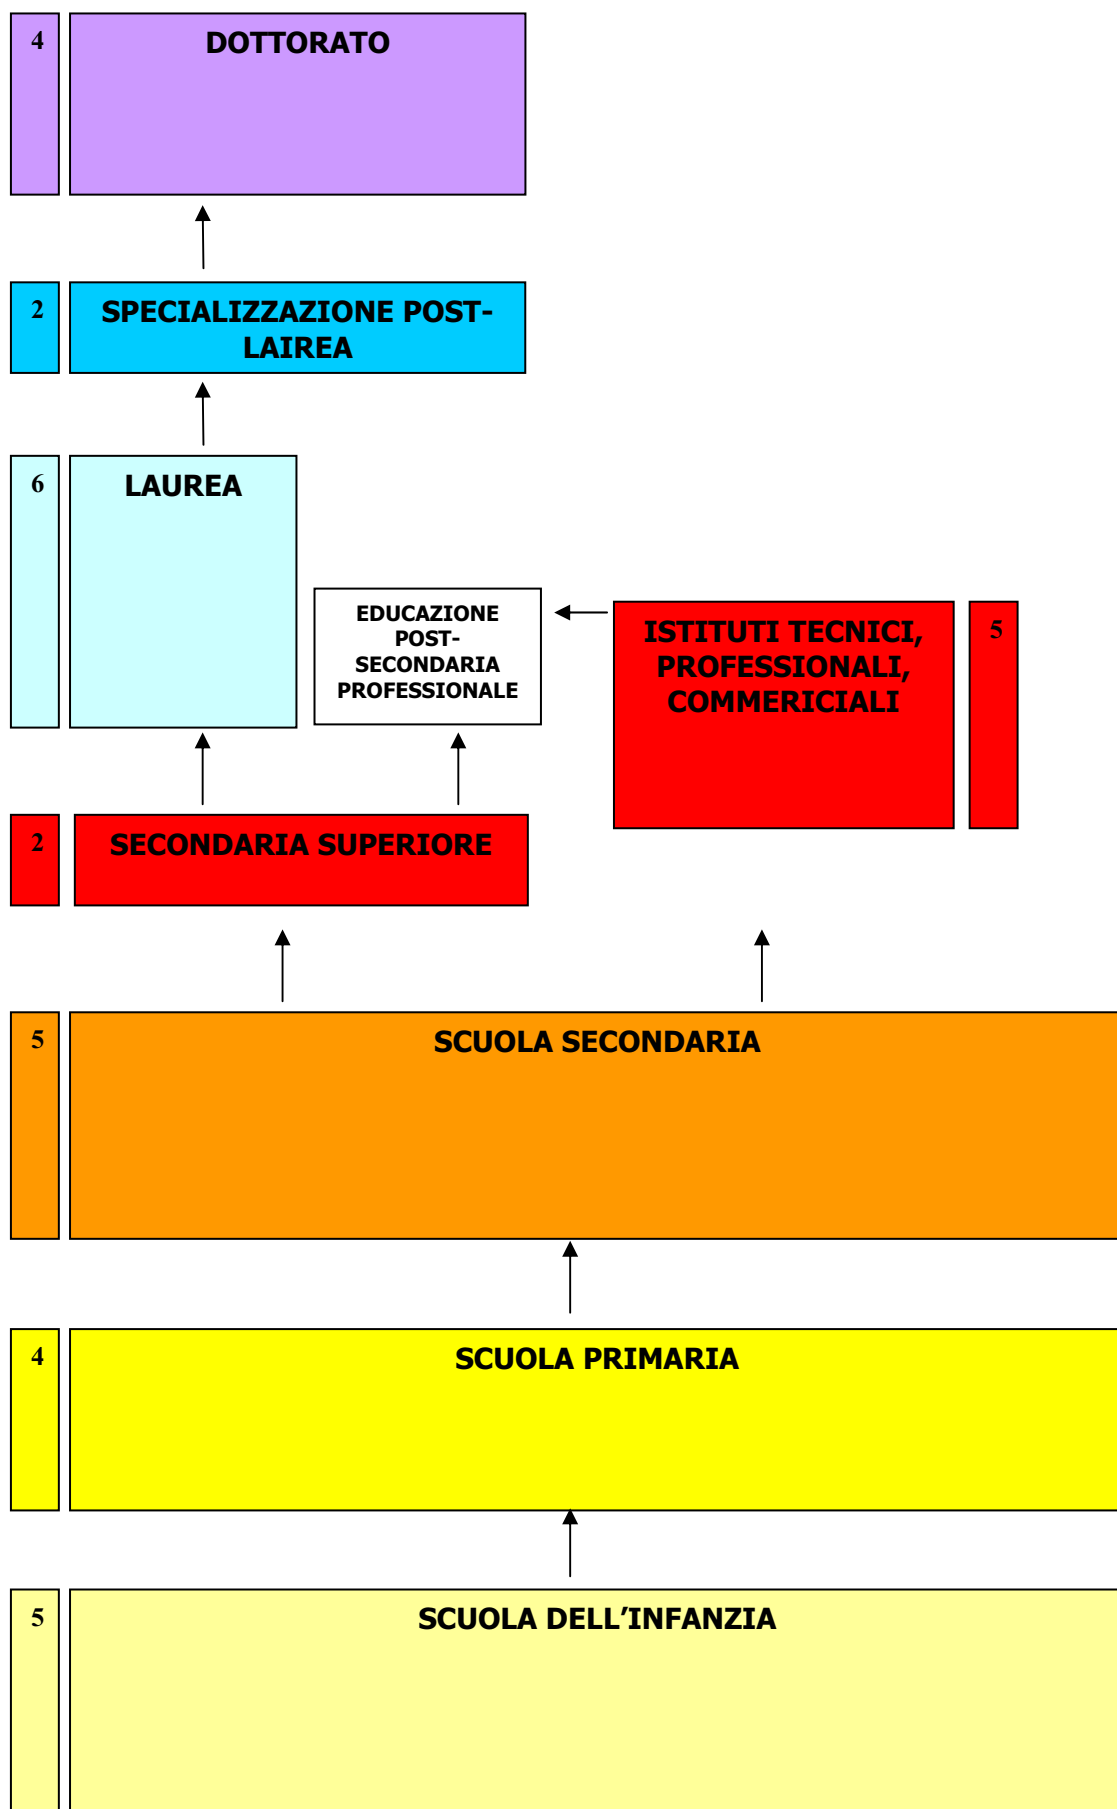 4
DOTTORATO
2
SPECIALIZZAZIONE POST-
LAIREA
6
LAUREA
EDUCAZIONE
POST-
SECONDARIA
PROFESSIONALE
ISTITUTI TECNICI,
PROFESSIONALI,
COMMERICIALI
5
2
SECONDARIA SUPERIORE
5
SCUOLA SECONDARIA
4
SCUOLA PRIMARIA
5
SCUOLA DELL’INFANZIA